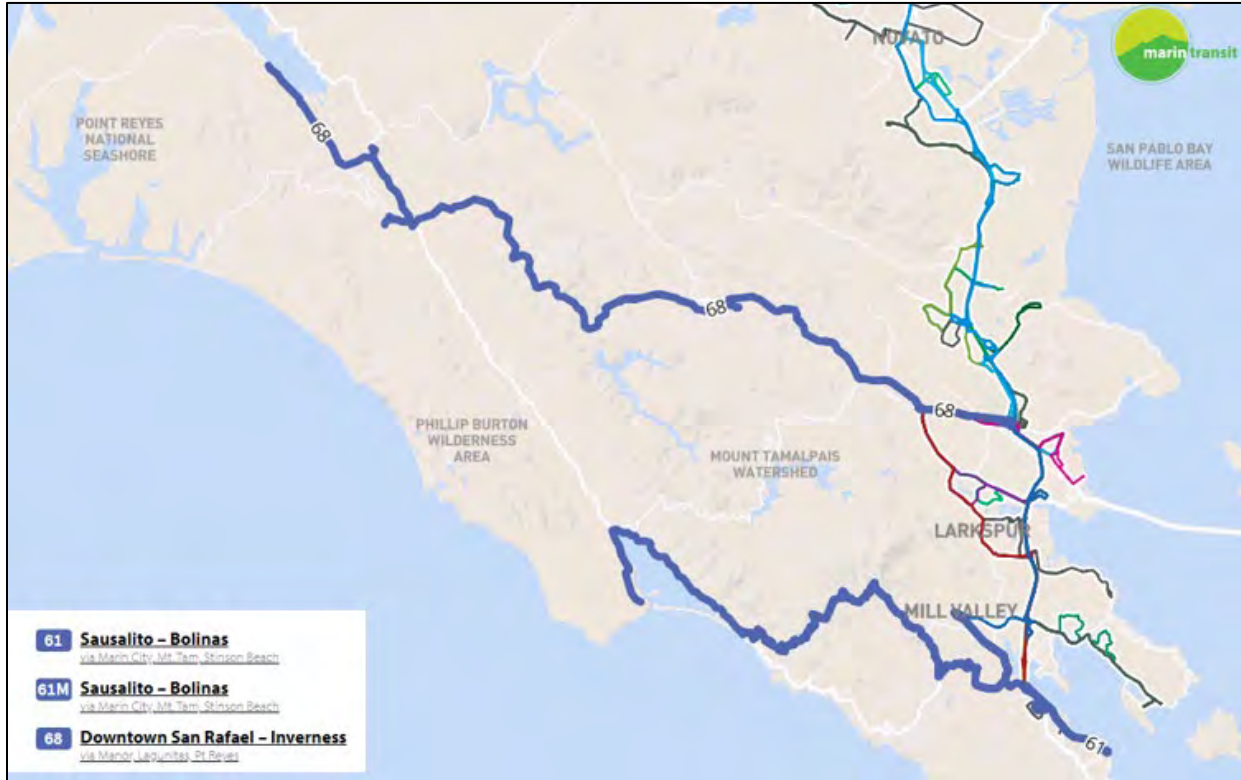 NOVATO
marin transit
POINT REYES
NATIONAL
SEASHORE
SAN PABLO BAY
WILDLIFE AREA
68
68
68
PHILLIP BURTON
WILDERNESS
AREA
MOUNT TAMALPAIS
WATERSHED
LARKSPUR
MILL VALLEY
61
61 Sausalito – Bolinas
via Marin City, Mt Tam, Stinson Beach
61M Sausalito – Bolinas
via Marin City, Mt Tam, Stinson Beach
68 Downtown San Rafael – Inverness
via Manor, Lagunitas, Pt Reyes